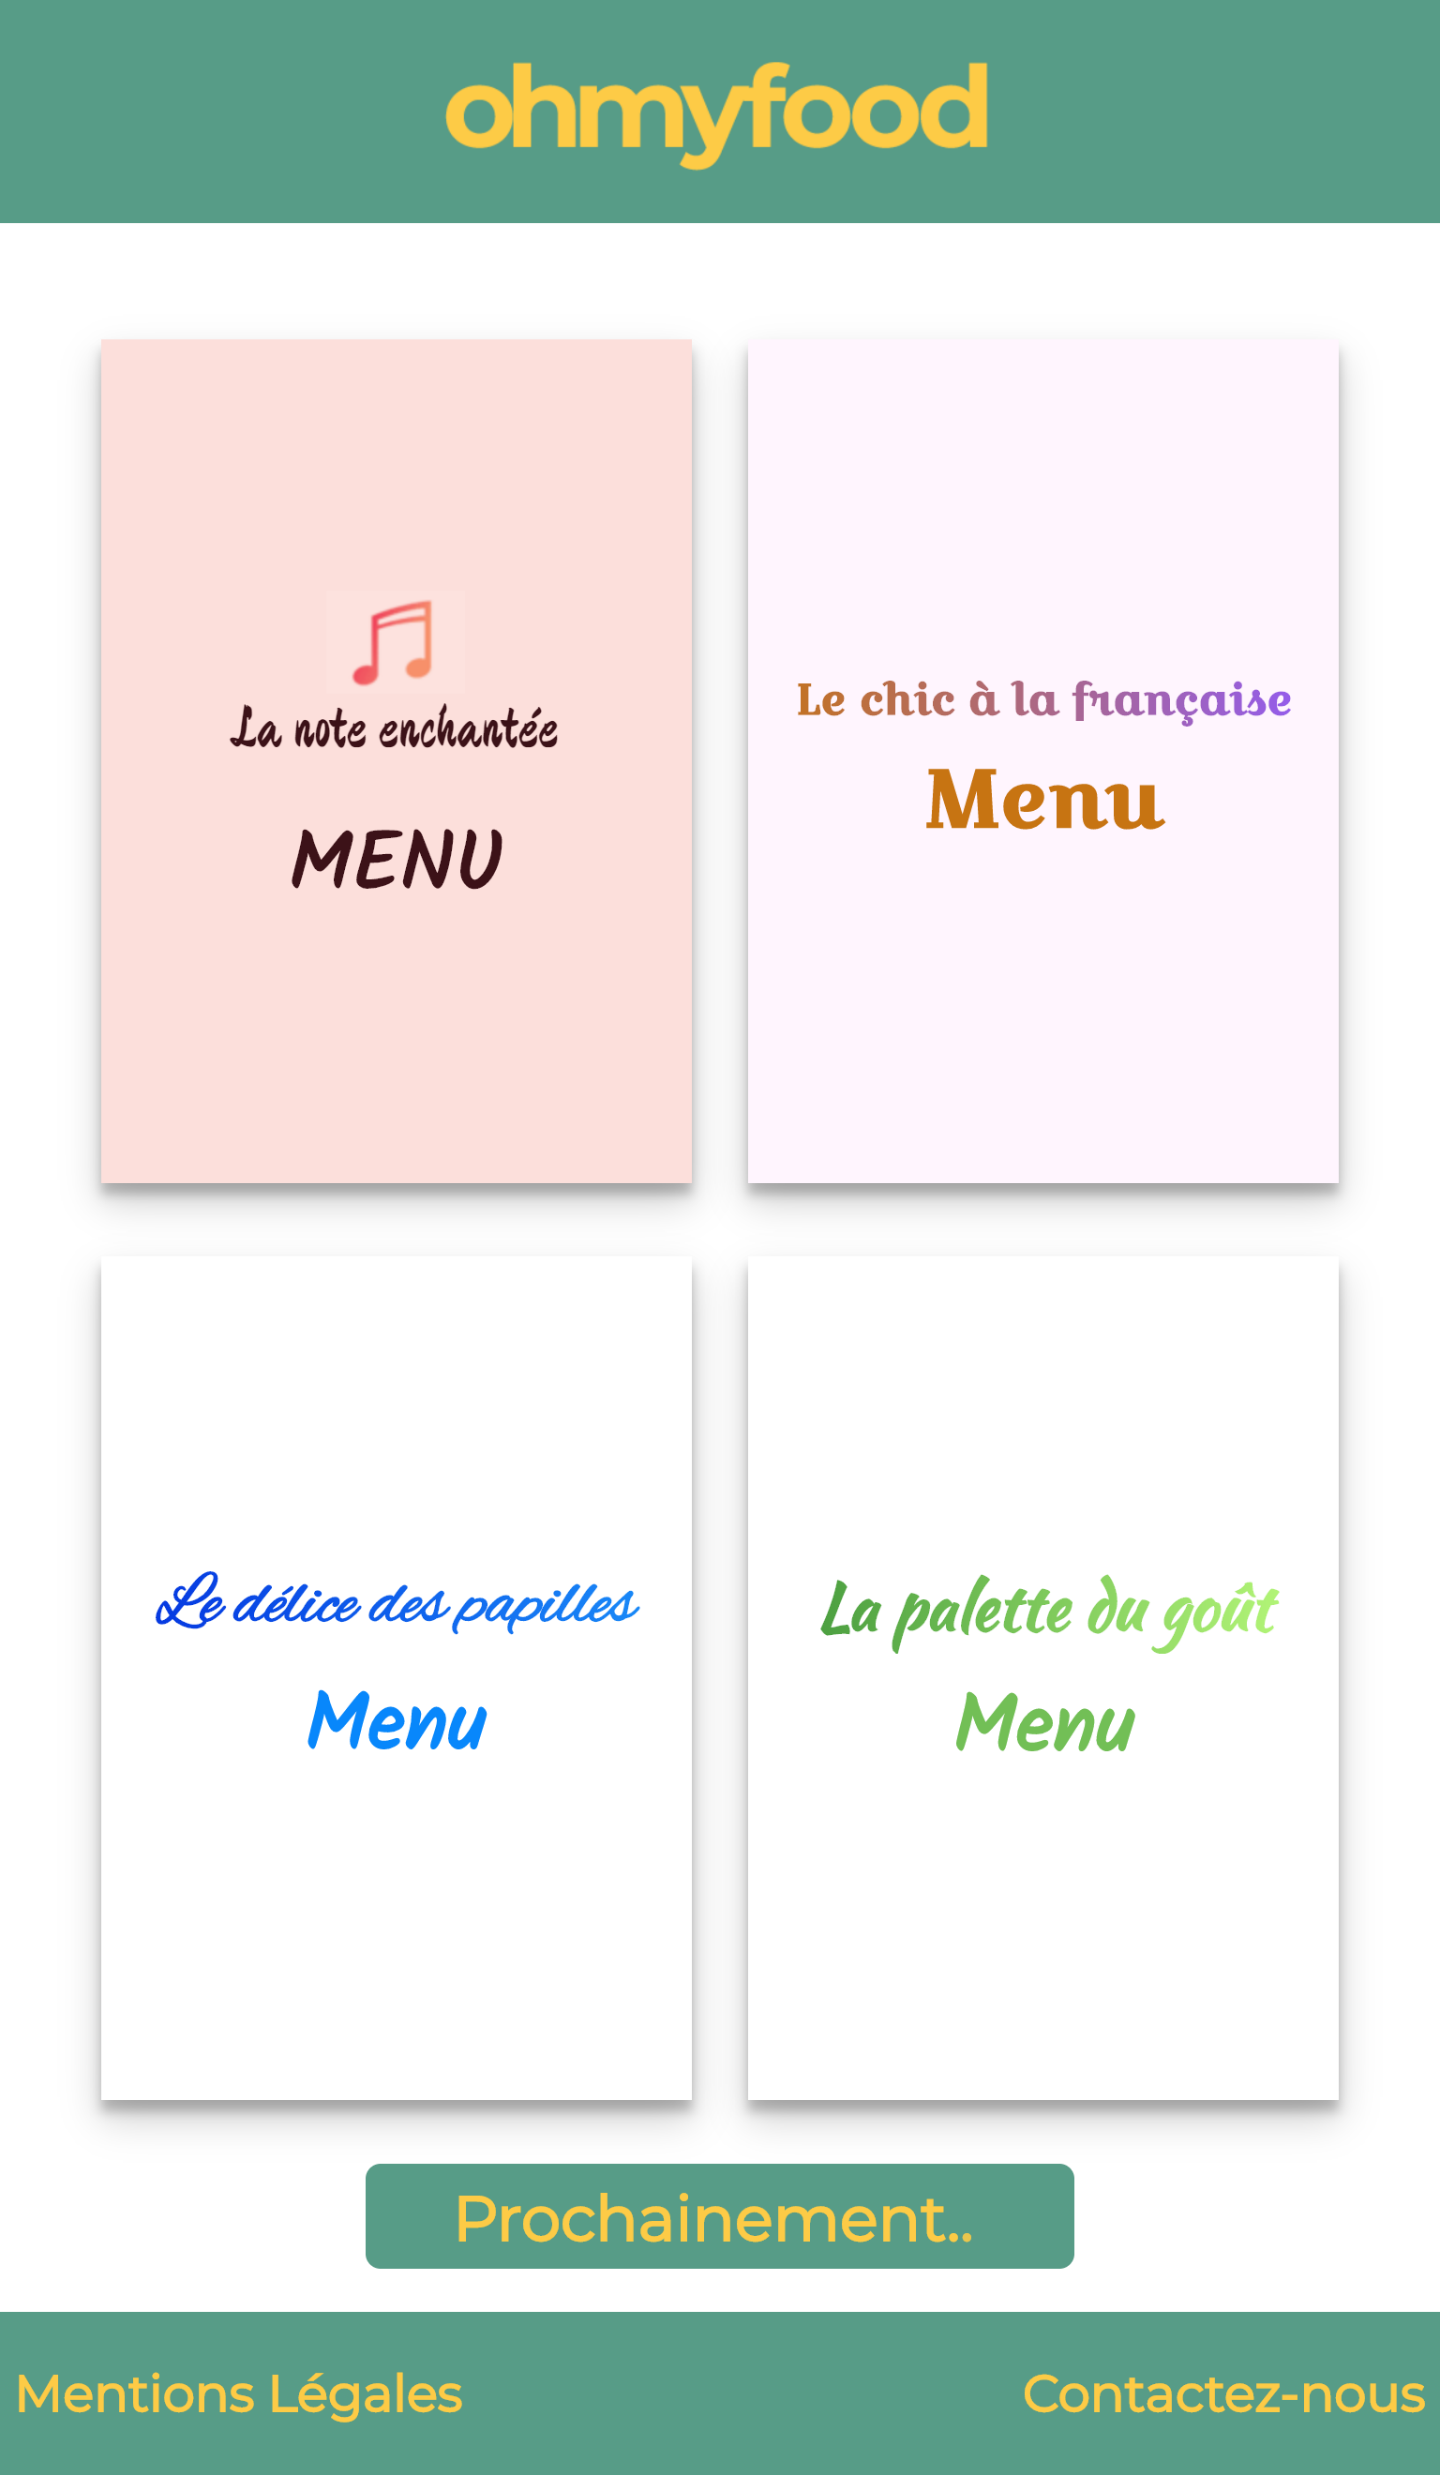 ohmyfood
La note enchantée
MENU
Le chic à la française
Menu
Le délice des papilles
Menu
La palette du goût
Menu
Prochainement..
Mentions Légales
Contactez-nous